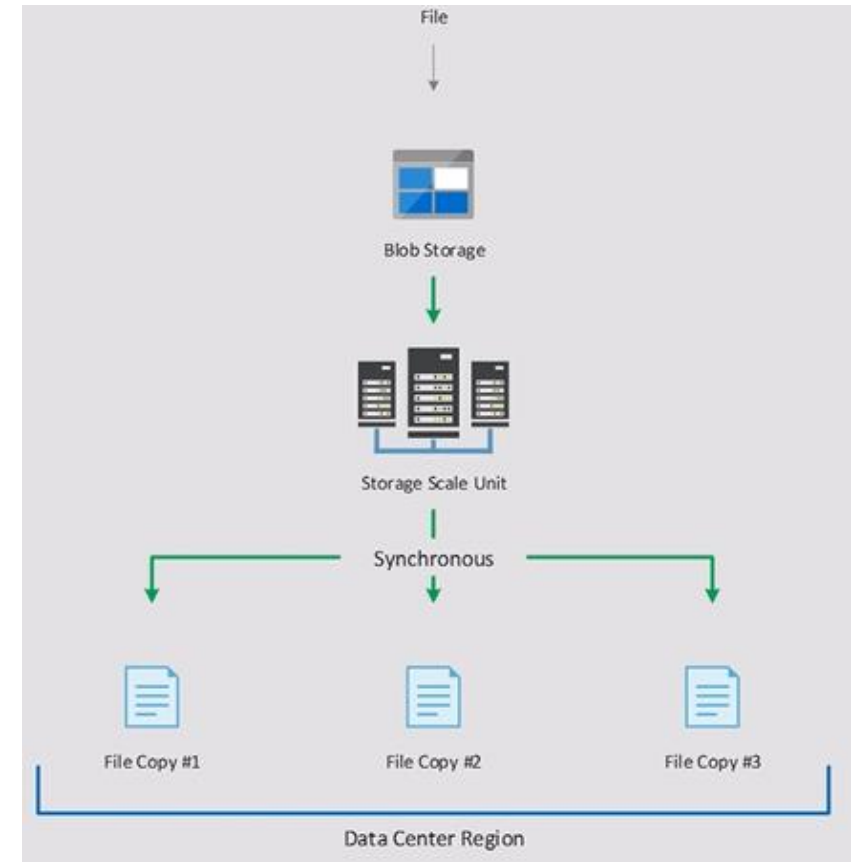 File
Blob Storage
Storage Scale Unit
Synchronous
File Copy #1
File Copy #2
File Copy #3
Data Center Region